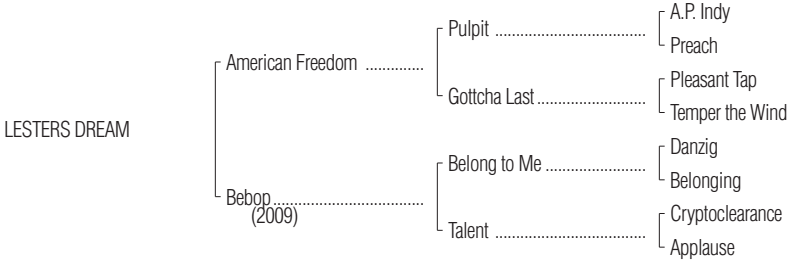 A.P. Indy
Pulpit ....................................
Preach
American Freedom ..............
Pleasant Tap
Gottcha Last ..........................
Temper the Wind
LESTERS DREAM
Danzig
Belong to Me ........................
Belonging
Bebop ....................................
(2009)
Cryptoclearance
Talent ....................................
Applause